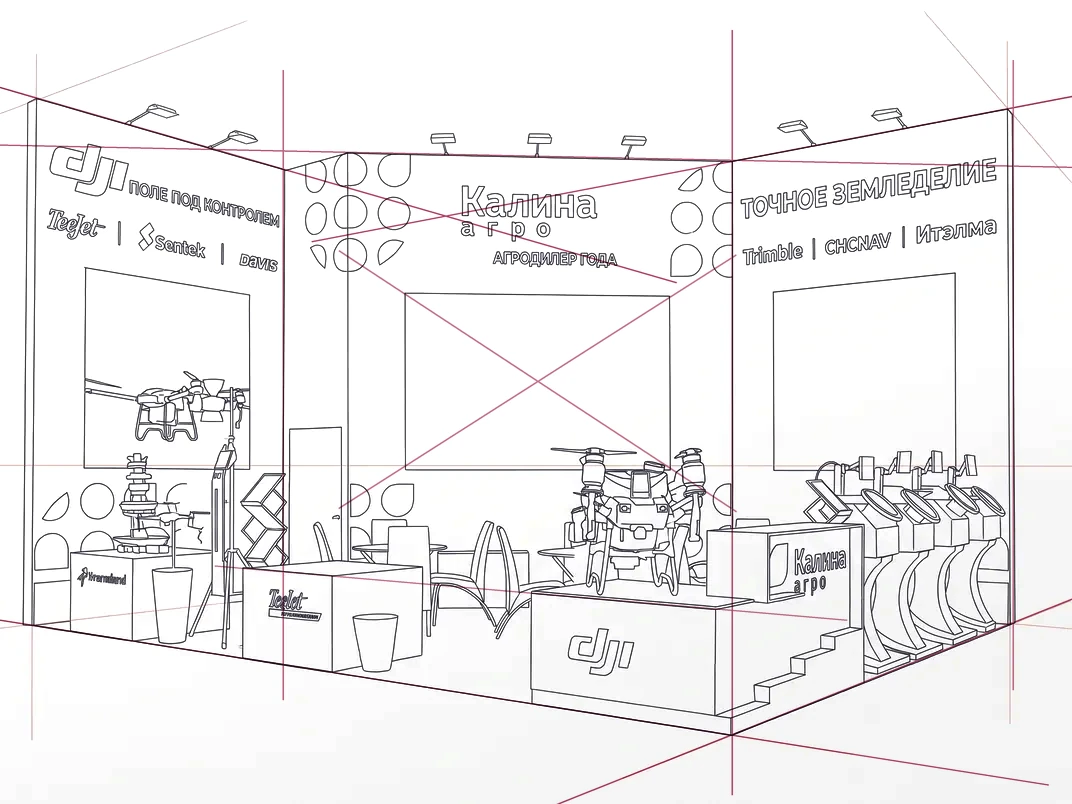 dji
ПОЛЕ ПОД КОНТРОЛЕМ
TeeJet | Sentek | DAVIS
Калина
агро
АГРОДИЛЕР ГОДА
ТОЧНОЕ ЗЕМЛЕДЕЛИЕ
Trimble | CHCNAV | Итэлма
TeeJet
dji
Калина
агро